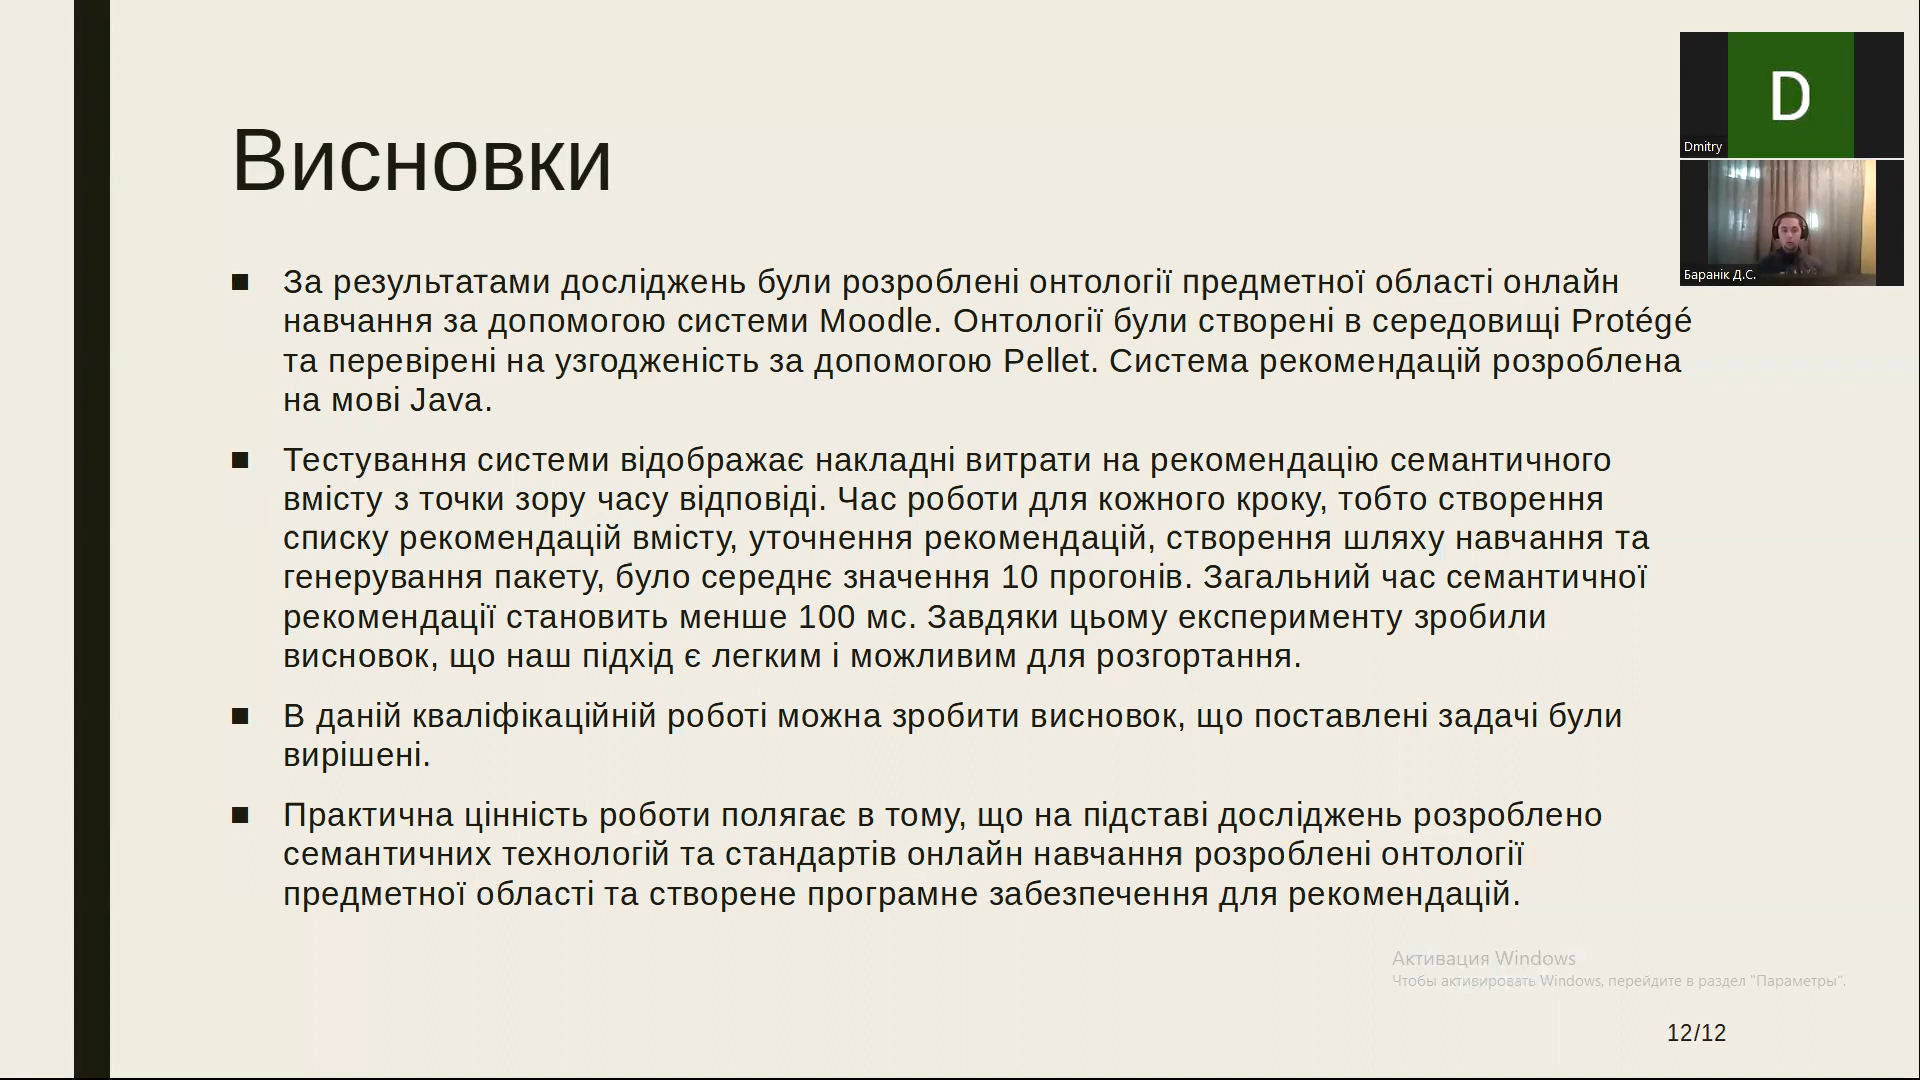 Висновки
За результатами досліджень були розроблені онтології предметної області онлайн
навчання за допомогою системи Moodle. Онтології були створені в середовищі Protégé
та перевірені на узгодженість за допомогою Pellet. Система рекомендацій розроблена
на мові Java.
Тестування системи відображає накладні витрати на рекомендацію семантичного
вмісту з точки зору часу відповіді. Час роботи для кожного кроку, тобто створення
списку рекомендацій вмісту, уточнення рекомендацій, створення шляху навчання та
генерування пакету, було середнє значення 10 прогонів. Загальний час семантичної
рекомендації становить менше 100 мс. Завдяки цьому експерименту зробили
висновок, що наш підхід є легким і можливим для розгортання.
В даній кваліфікаційній роботі можна зробити висновок, що поставлені задачі були
вирішені.
Практична цінність роботи полягає в тому, що на підставі досліджень розроблено
семантичних технологій та стандартів онлайн навчання розроблені онтології
предметної області та створене програмне забезпечення для рекомендацій.
D
Dmitry
Баранік Д.С.
Активация Windows
Чтобы активировать Windows, перейдите в раздел "Параметры".
12/12